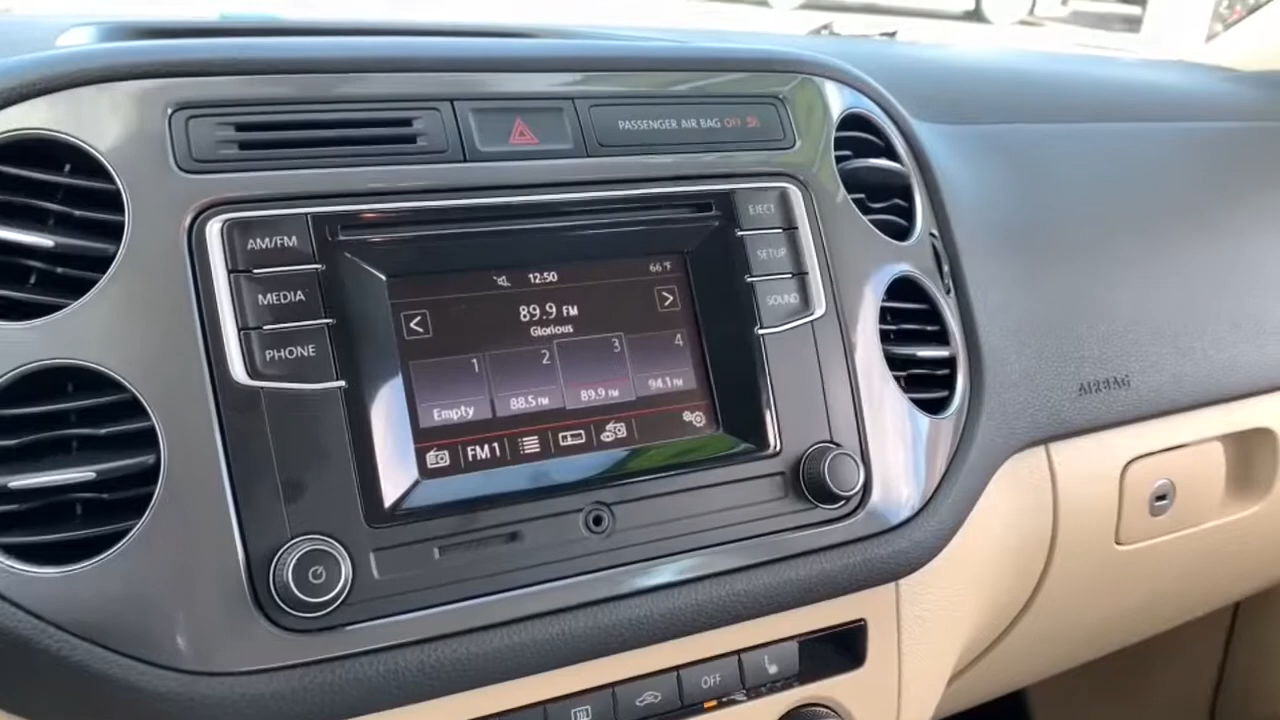 PASSENGER AIR BAG OFF
AM/FM
MEDIA
PHONE
EJECT
SETUP
SOUND
12:50
66°F
<
89.9 FM
>
Glorious
1
Empty
2
88.5 FM
3
89.9 FM
4
94.1 FM
FM1
AIRBAG
OFF